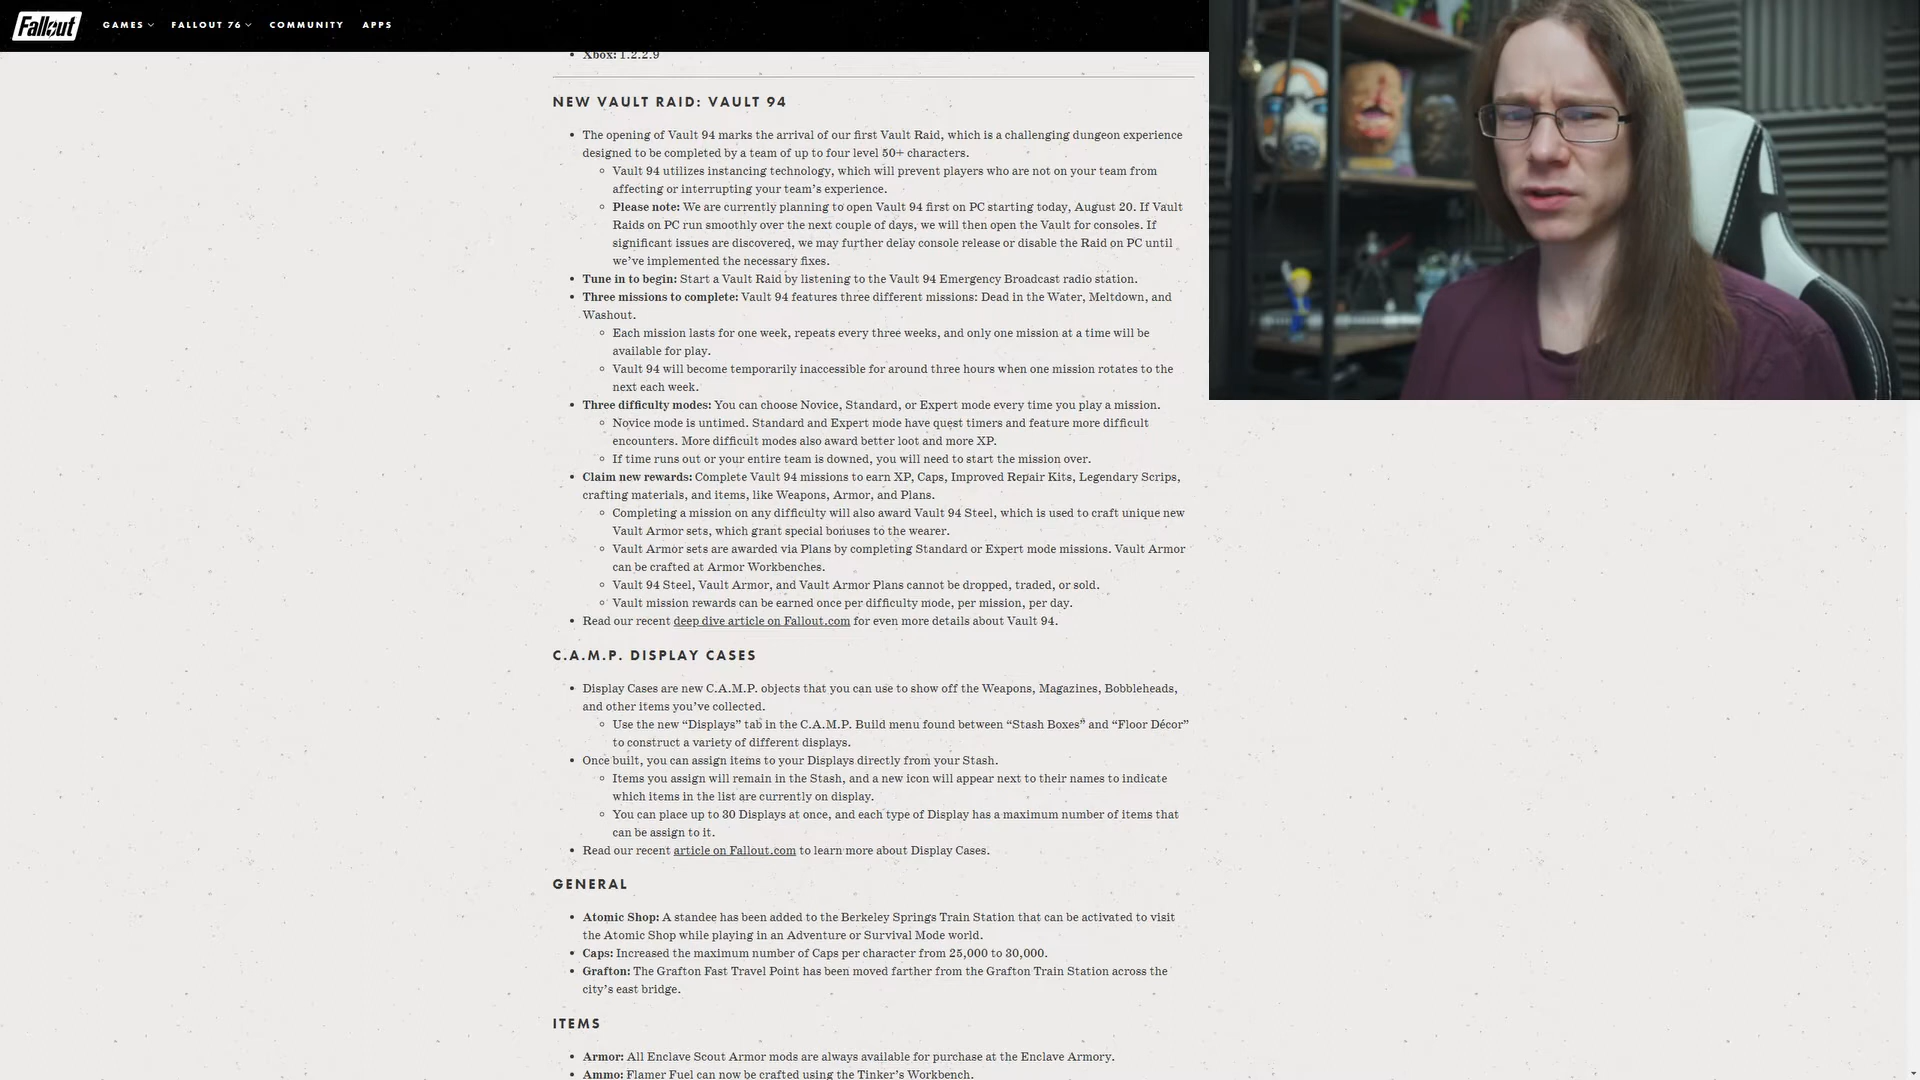 Fallout
GAMES
FALLOUT 76
COMMUNITY
APPS
Xbox: 1.2.2.9
NEW VAULT RAID: VAULT 94
The opening of Vault 94 marks the arrival of our first Vault Raid, which is a challenging dungeon experience
designed to be completed by a team of up to four level 50+ characters.
Vault 94 utilizes instancing technology, which will prevent players who are not on your team from
affecting or interrupting your team's experience.
Please note: We are currently planning to open Vault 94 first on PC starting today, August 20. If Vault
Raids on PC run smoothly over the next couple of days, we will then open the Vault for consoles. If
significant issues are discovered, we may further delay console release or disable the Raid on PC until
we've implemented the necessary fixes.
Tune in to begin: Start a Vault Raid by listening to the Vault 94 Emergency Broadcast radio station.
Three missions to complete: Vault 94 features three different missions: Dead in the Water, Meltdown, and
Washout.
Each mission lasts for one week, repeats every three weeks, and only one mission at a time will be
available for play.
Vault 94 will become temporarily inaccessible for around three hours when one mission rotates to the
next each week.
Three difficulty modes: You can choose Novice, Standard, or Expert mode every time you play a mission.
Novice mode is untimed. Standard and Expert mode have quest timers and feature more difficult
encounters. More difficult modes also award better loot and more XP.
If time runs out or your entire team is downed, you will need to start the mission over.
Claim new rewards: Complete Vault 94 missions to earn XP, Caps, Improved Repair Kits, Legendary Scrips,
crafting materials, and items, like Weapons, Armor, and Plans.
Completing a mission on any difficulty will also award Vault 94 Steel, which is used to craft unique new
Vault Armor sets, which grant special bonuses to the wearer.
Vault Armor sets are awarded via Plans by completing Standard or Expert mode missions. Vault Armor
can be crafted at Armor Workbenches.
Vault 94 Steel, Vault Armor, and Vault Armor Plans cannot be dropped, traded, or sold.
Vault mission rewards can be earned once per difficulty mode, per mission, per day.
Read our recent deep dive article on Fallout.com for even more details about Vault 94.
C.A.M.P. DISPLAY CASES
Display Cases are new C.A.M.P. objects that you can use to show off the Weapons, Magazines, Bobbleheads,
and other items you've collected.
Use the new “Displays” tab in the C.A.M.P. Build menu found between “Stash Boxes” and “Floor Décor”
to construct a variety of different displays.
Once built, you can assign items to your Displays directly from your Stash.
Items you assign will remain in the Stash, and a new icon will appear next to their names to indicate
which items in the list are currently on display.
You can place up to 30 Displays at once, and each type of Display has a maximum number of items that
can be assign to it.
Read our recent article on Fallout.com to learn more about Display Cases.
GENERAL
Atomic Shop: A standee has been added to the Berkeley Springs Train Station that can be activated to visit
the Atomic Shop while playing in an Adventure or Survival Mode world.
Caps: Increased the maximum number of Caps per character from 25,000 to 30,000.
Grafton: The Grafton Fast Travel Point has been moved farther from the Grafton Train Station across the
city's east bridge.
ITEMS
Armor: All Enclave Scout Armor mods are always available for purchase at the Enclave Armory.
Ammo: Flamer Fuel can now be crafted using the Tinker's Workbench.